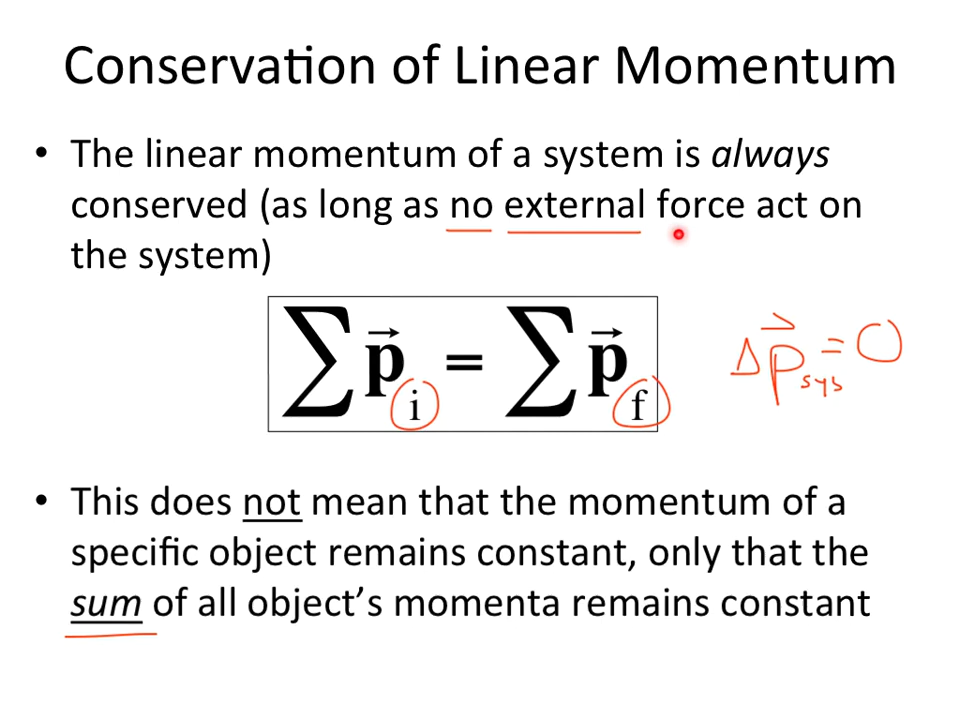 Conservation of Linear Momentum
• The linear momentum of a system is always
conserved (as long as no external force act on
the system)
∑p⃗i = ∑p⃗f
Δp⃗sys = 0
• This does not mean that the momentum of a
specific object remains constant, only that the
sum of all object’s momenta remains constant